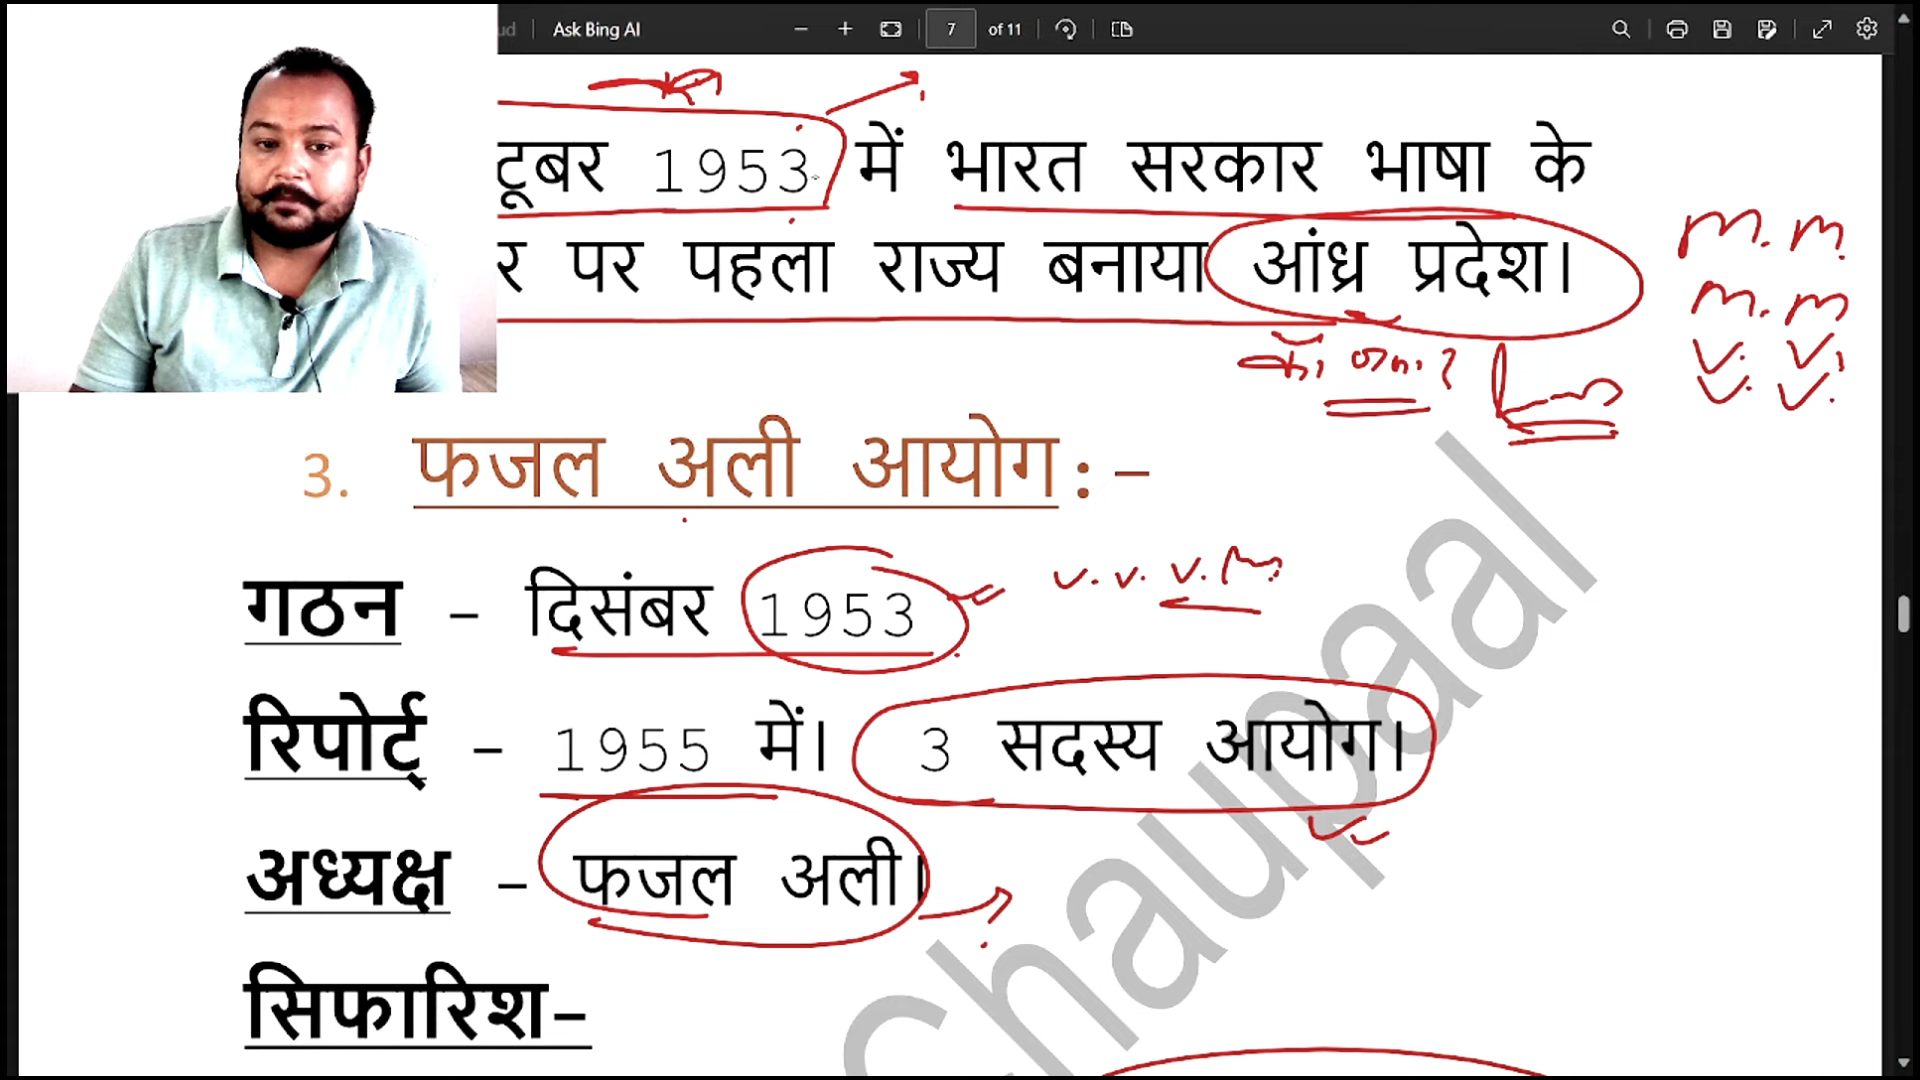 Ask Bing AI 7 of 11
टूबर 1953 में भारत सरकार भाषा के
र पर पहला राज्य बनाया आंध्र प्रदेश।
m. m.
m. m
v. v.
v. v.
3. फजल अली आयोग:-
गठन - दिसंबर 1953
v. v. v. m.
रिपोर्ट् - 1955 में। 3 सदस्य आयोग।
अध्यक्ष - फजल अली।
सिफारिश-
Chaupaal